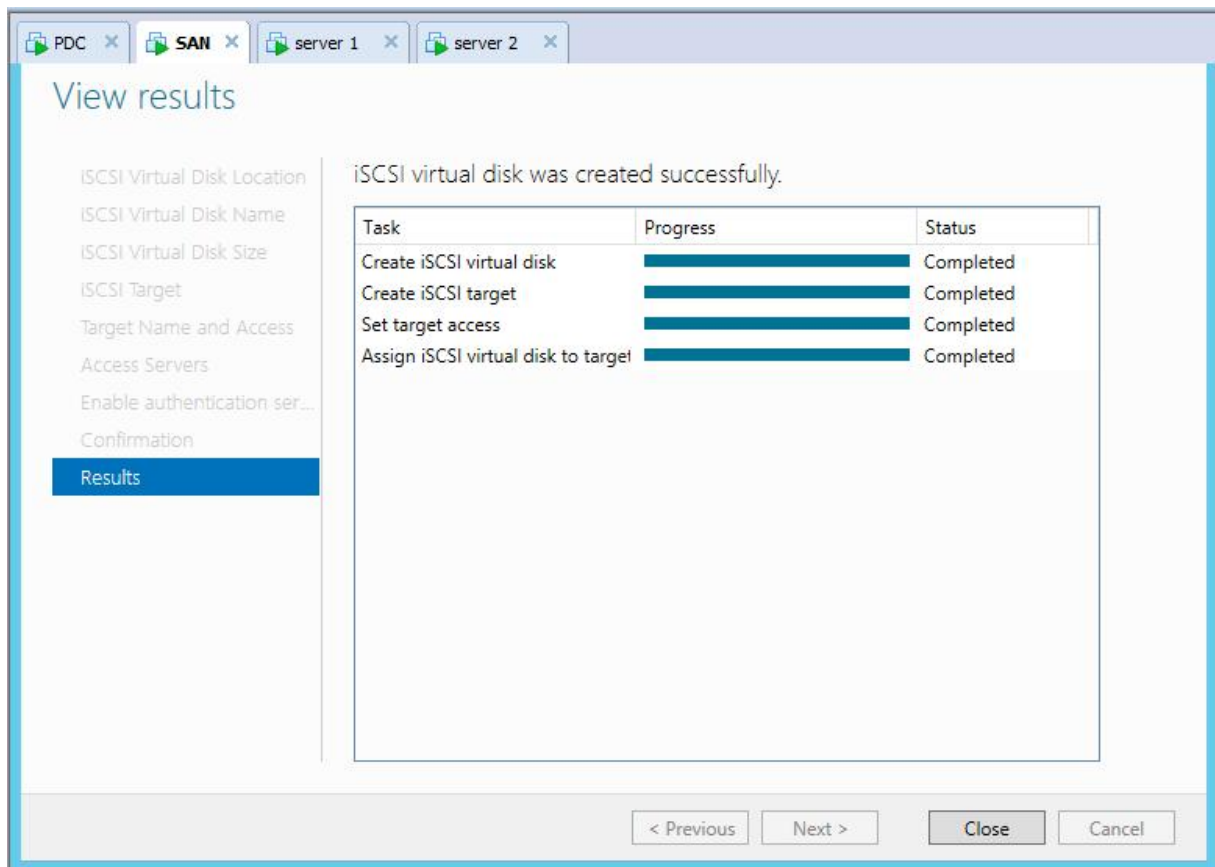 PDC SAN server 1 server 2
View results
iSCSI Virtual Disk Location
iSCSI Virtual Disk Name
iSCSI Virtual Disk Size
iSCSI Target
Target Name and Access
Access Servers
Enable authentication ser...
Confirmation
Results
iSCSI virtual disk was created successfully.
Task Progress Status
Create iSCSI virtual disk Completed
Create iSCSI target Completed
Set target access Completed
Assign iSCSI virtual disk to target Completed
< Previous Next > Close Cancel